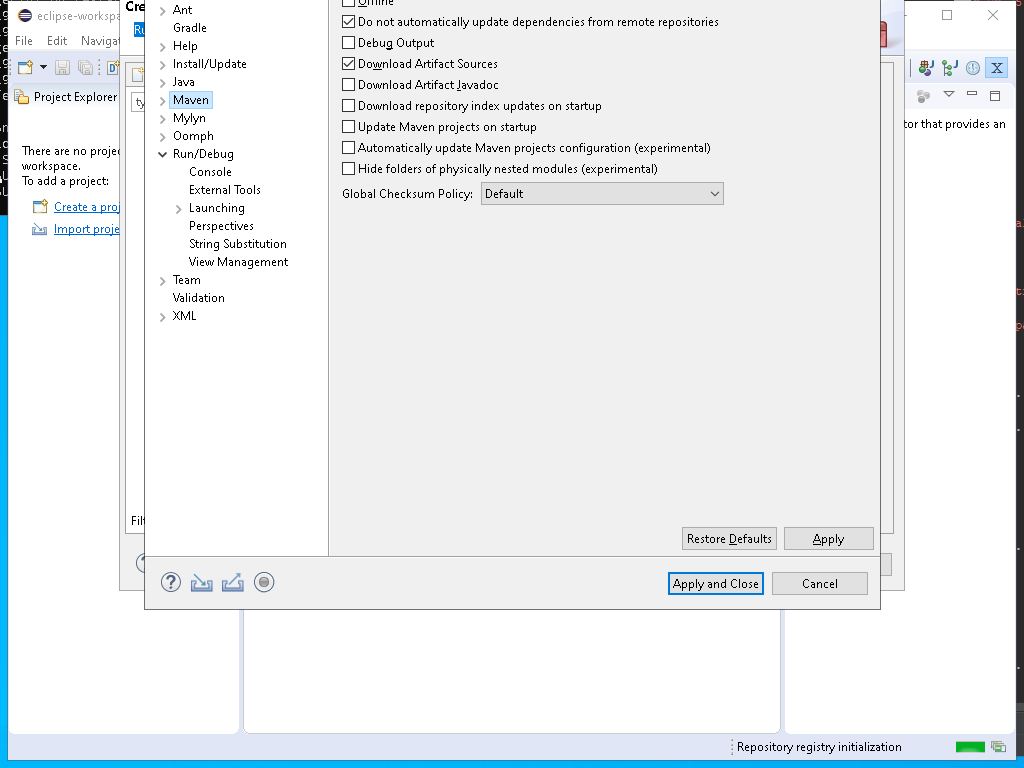 eclipse-workspa
Cre
File Edit Navigat
Ru
Project Explorer
ty
There are no projec
workspace.
To add a project:
Create a proj
Import proje
Filt
Ant
Gradle
Help
Install/Update
Java
Maven
Mylyn
Oomph
Run/Debug
Console
External Tools
Launching
Perspectives
String Substitution
View Management
Team
Validation
XML
Offline
Do not automatically update dependencies from remote repositories
Debug Output
Download Artifact Sources
Download Artifact Javadoc
Download repository index updates on startup
Update Maven projects on startup
Automatically update Maven projects configuration (experimental)
Hide folders of physically nested modules (experimental)
Global Checksum Policy: Default
Restore Defaults Apply
Apply and Close Cancel
tor that provides an
Repository registry initialization